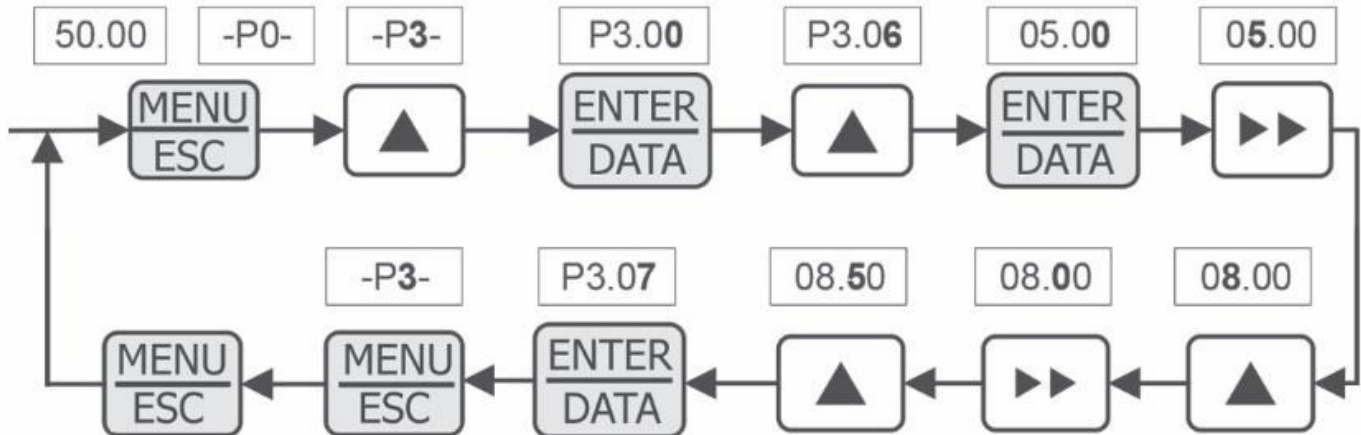 50.00 -P0- -P3- P3.00 P3.06 05.00 05.00
MENU ENTER ENTER
ESC DATA DATA
-P3- P3.07 08.50 08.00 08.00
MENU MENU ENTER
ESC ESC DATA